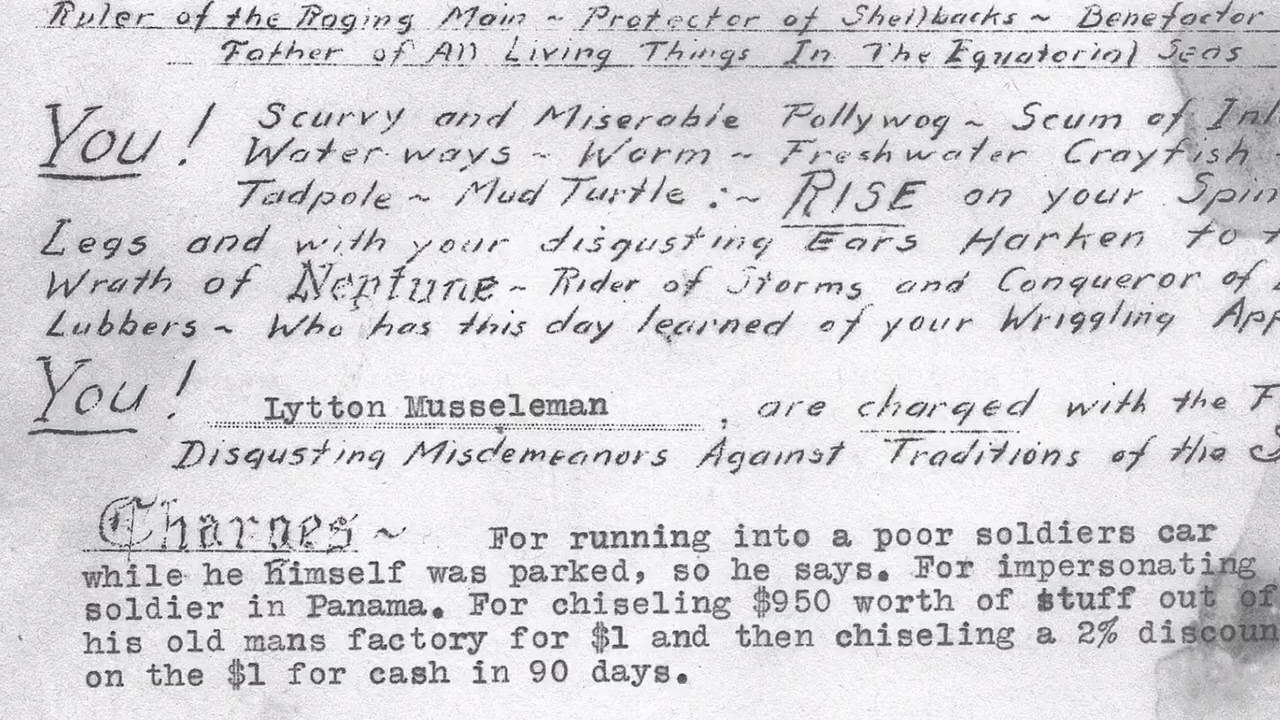 Ruler of the Raging Main ~ Protector of Shellbacks ~ Benefactor
Father of All Living Things In The Equatorial Seas
You! Scurvy and Miserable Pollywog ~ Scum of
Water-ways ~ Worm ~ Freshwater Crayfish
Tadpole ~ Mud Turtle :~ RISE on your
Legs and with your disgusting Ears Harken to
Wrath of Neptune ~ Rider of Storms and Conqueror of
Lubbers ~ Who has this day learned of your Wriggling
You! Lytton Musseleman, are charged with the
Disgusting Misdemeanors Against Traditions of the
Charges ~ For running into a poor soldiers car
while he himself was parked, so he says. For impersonating
soldier in Panama. For chiseling $950 worth of stuff out of
his old mans factory for $1 and then chiseling a 2% discoun
on the $1 for cash in 90 days.